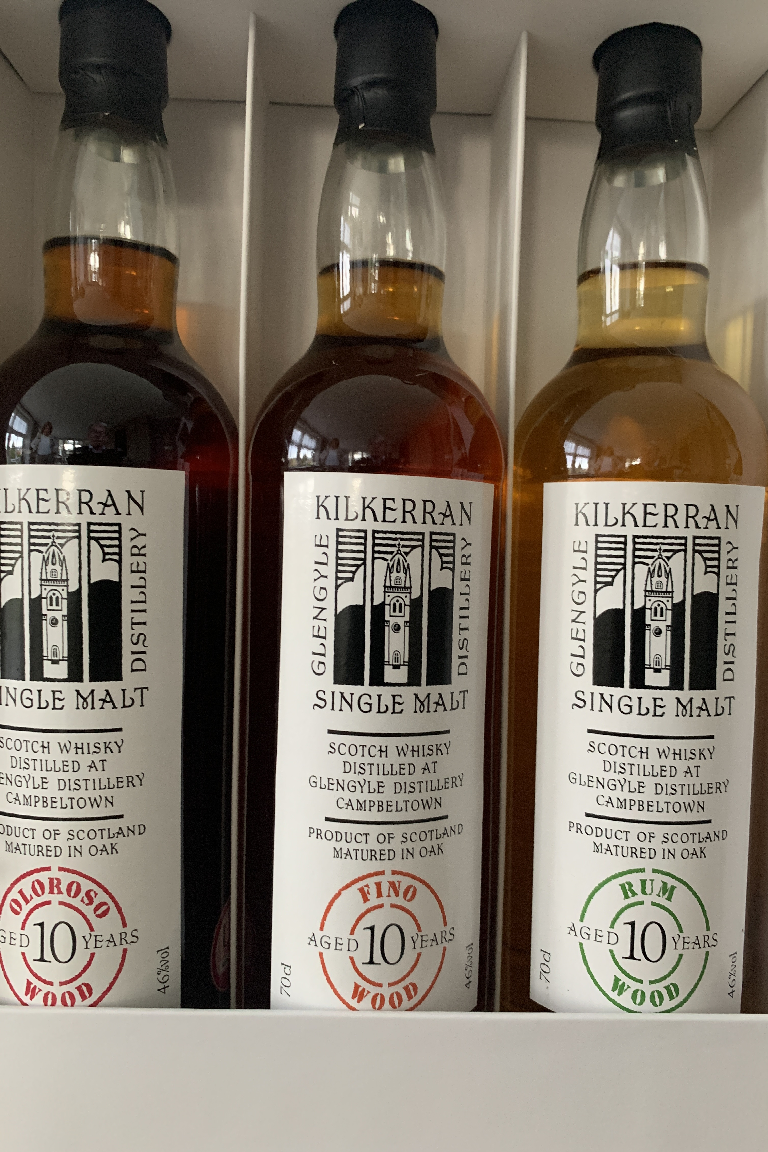 ILKERRAN
DISTILLERY
INGLE MALT
SCOTCH WHISKY
DISTILLED AT
ENGYLE DISTILLERY
CAMPBELTOWN
ODUCT OF SCOTLAND
MATURED IN OAK
OLOROSO
GED 10 YEARS
WOOD
46%vol
KILKERRAN
GLENGYLE
DISTILLERY
SINGLE MALT
SCOTCH WHISKY
DISTILLED AT
GLENGYLE DISTILLERY
CAMPBELTOWN
PRODUCT OF SCOTLAND
MATURED IN OAK
FINO
AGED 10 YEARS
WOOD
70cl
46%vol
KILKERRAN
GLENGYLE
DISTILLERY
SINGLE MALT
SCOTCH WHISKY
DISTILLED AT
GLENGYLE DISTILLERY
CAMPBELTOWN
PRODUCT OF SCOTLAND
MATURED IN OAK
RUM
AGED 10 YEARS
WOOD
70cl
46%vol